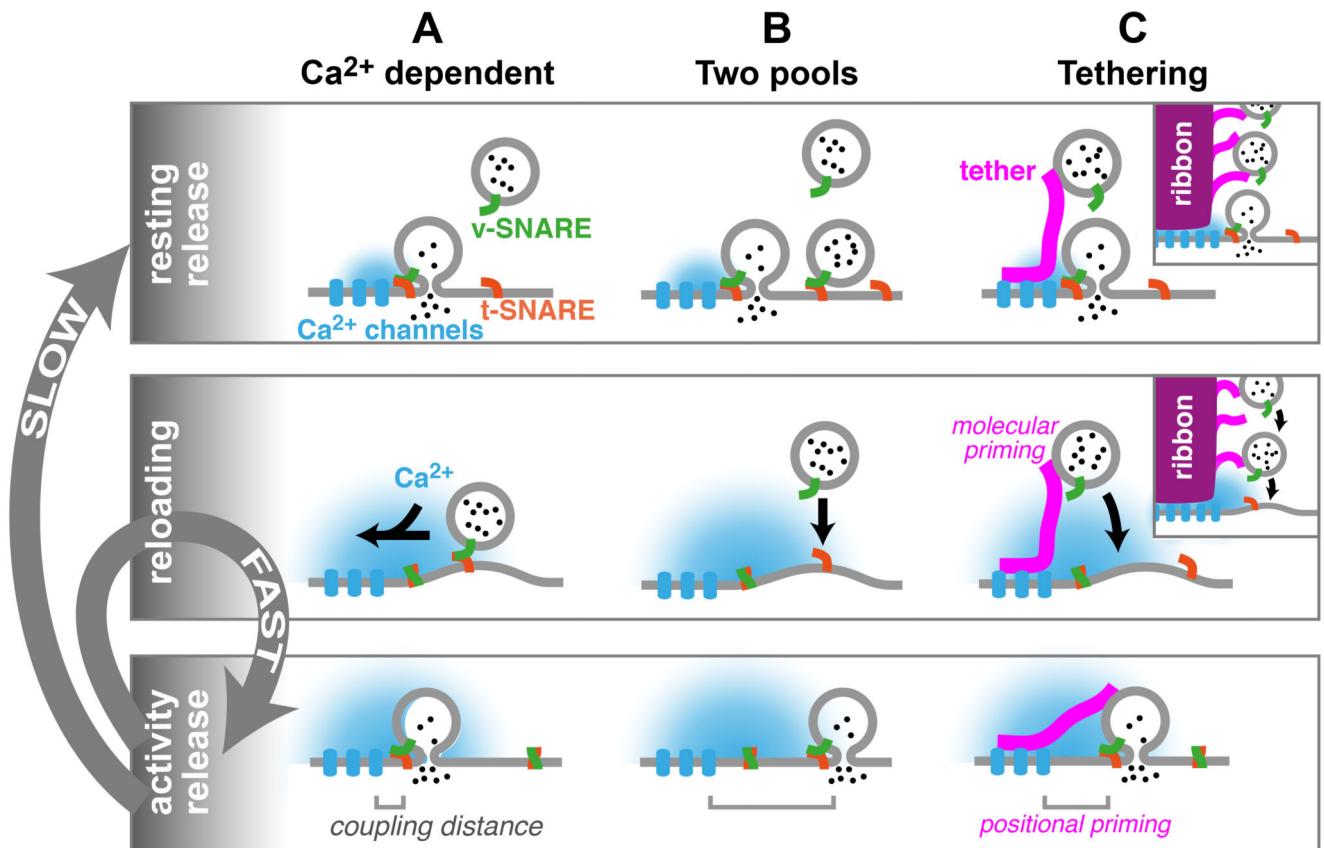 A
Ca²⁺ dependent
B
Two pools
C
Tethering
resting
release
v-SNARE
t-SNARE
Ca²⁺ channels
tether
ribbon
SLOW
reloading
Ca²⁺
molecular
priming
ribbon
FAST
activity
release
coupling distance
positional priming